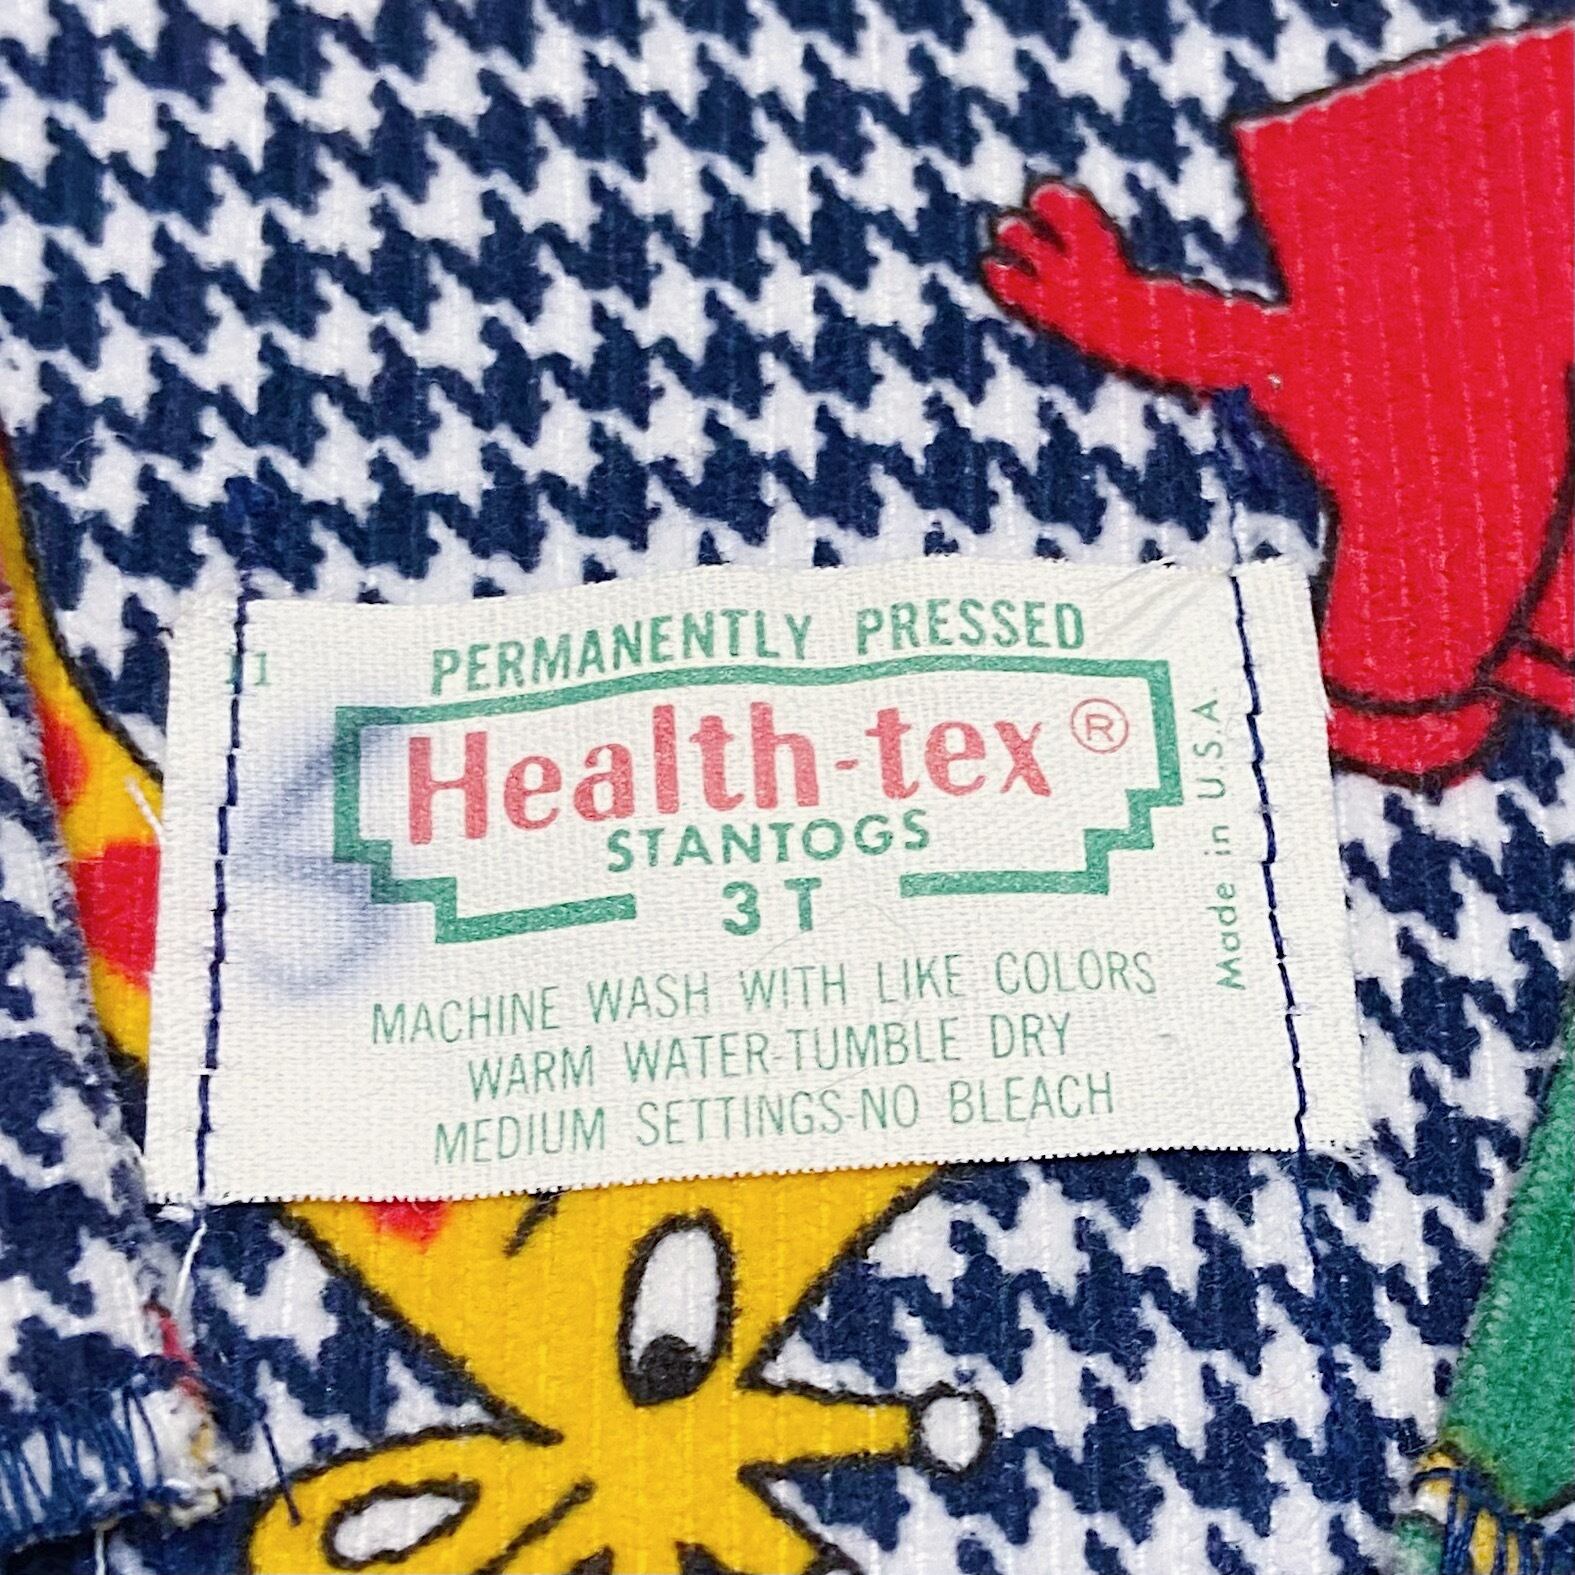 11
PERMANENTLY PRESSED
Health-tex®
STANTOGS
3T
MACHINE WASH WITH LIKE COLORS
WARM WATER-TUMBLE DRY
MEDIUM SETTINGS-NO BLEACH
Made in U.S.A.